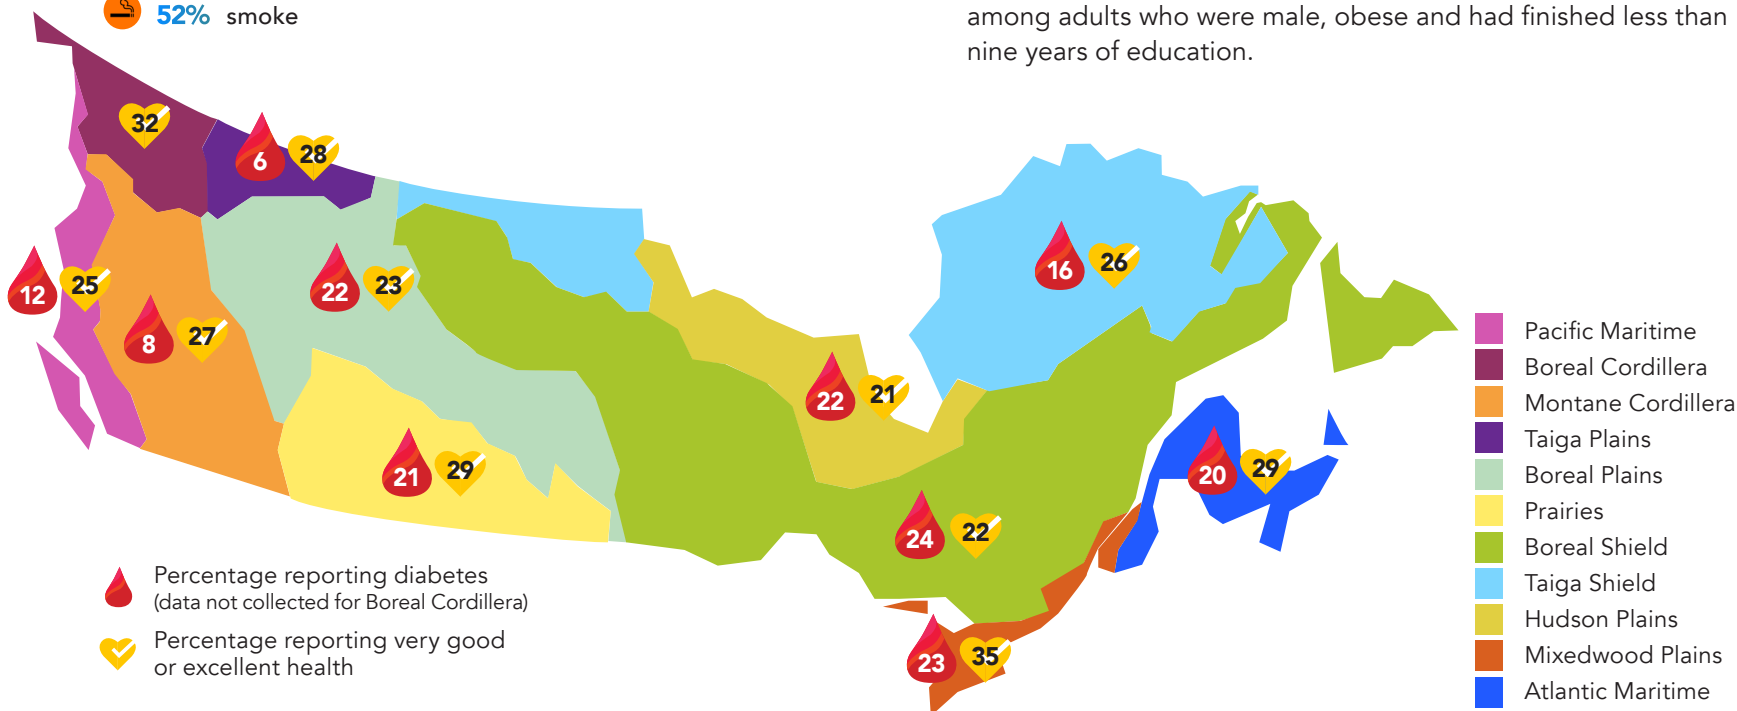 52% smoke
among adults who were male, obese and had finished less than
nine years of education.
32
6
28
12
25
8
27
22
23
21
29
22
21
16
26
24
22
20
29
23
35
Percentage reporting diabetes
(data not collected for Boreal Cordillera)
Percentage reporting very good
or excellent health
Pacific Maritime
Boreal Cordillera
Montane Cordillera
Taiga Plains
Boreal Plains
Prairies
Boreal Shield
Taiga Shield
Hudson Plains
Mixedwood Plains
Atlantic Maritime